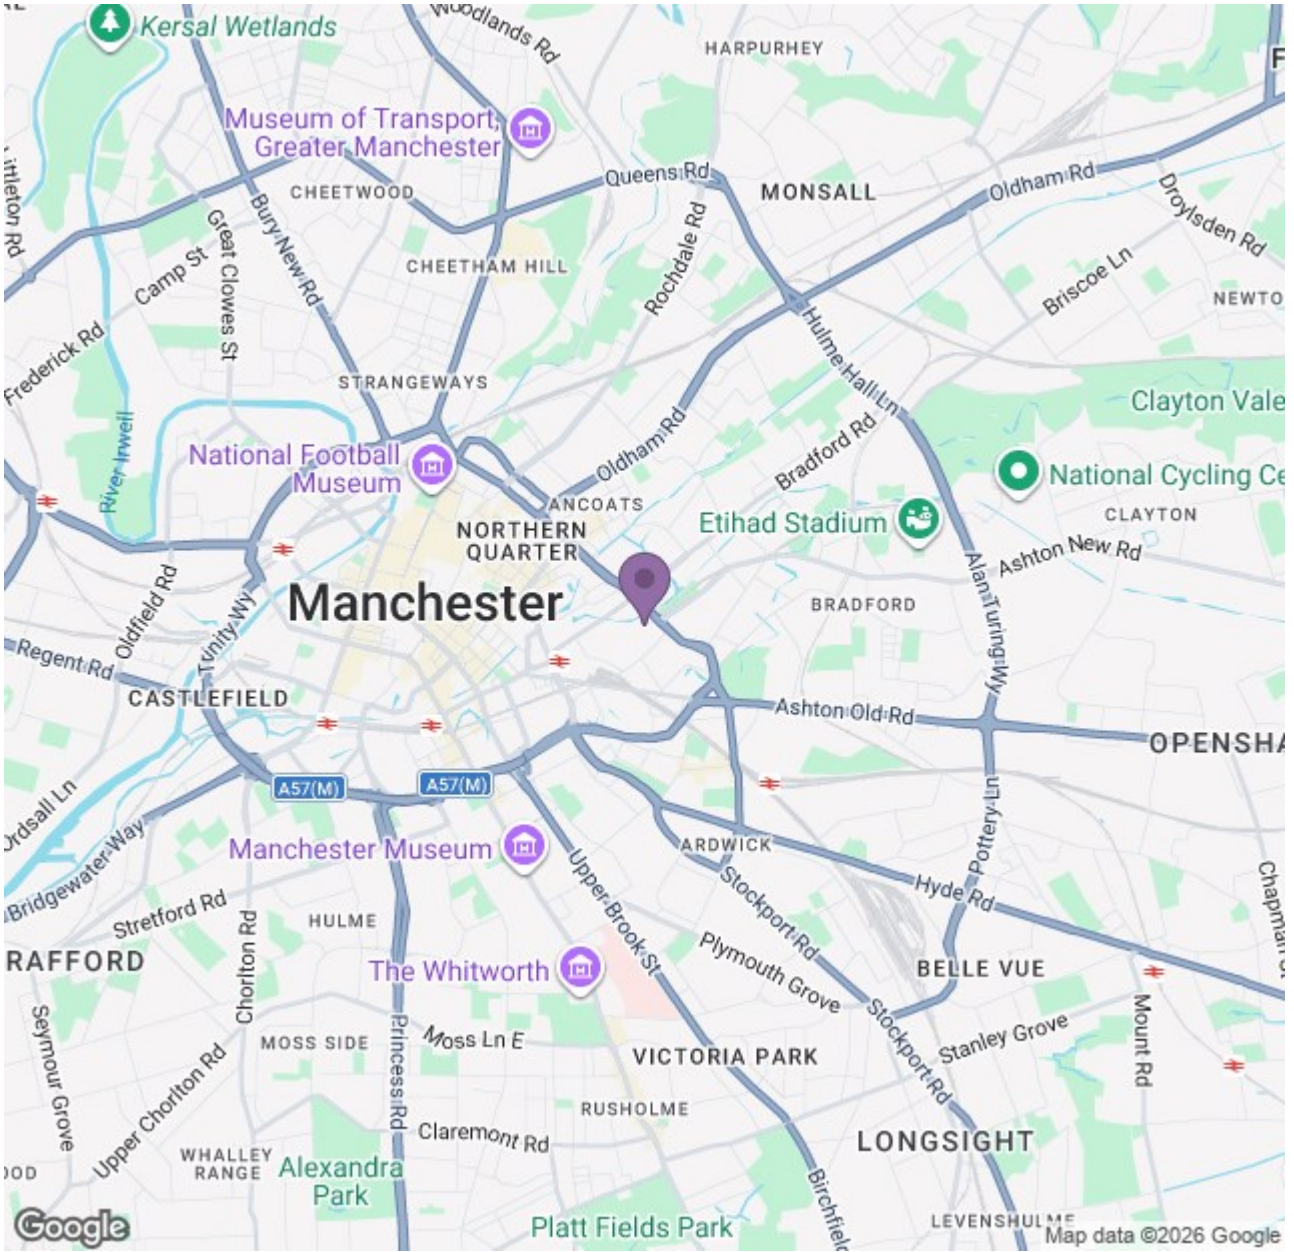 Kersal Wetlands
Woodlands Rd
HARPURHEY
Museum of Transport,
Greater Manchester
Queens Rd
MONSALL
Oldham Rd
CHEETWOOD
Littleton Rd
Bury New Rd
Great Clowes St
Camp St
Rochdale Rd
Droylsden Rd
Briscoe Ln
CHEETHAM HILL
NEWTO
Frederick Rd
Hulme Hall Ln
STRANGEWAYS
Clayton Vale
River Irwell
National Football
Museum
Oldham Rd
Bradford Rd
National Cycling Ce
ANCOATS
NORTHERN
QUARTER
Etihad Stadium
CLAYTON
Ashton New Rd
Alan Turing Wy
Manchester
BRADFORD
Oldfield Rd
Trinity Wy
Regent Rd
CASTLEFIELD
Ashton Old Rd
OPENSHA
A57(M)
A57(M)
Ordsall Ln
Bridgewater Way
Pottery Ln
Manchester Museum
ARDWICK
Upper Brook St
Stockport Rd
Hyde Rd
Stretford Rd
HULME
Chorlton Rd
Plymouth Grove
RAFFORD
The Whitworth
BELLE VUE
Seymour Grove
MOSS SIDE
Princess Rd
Moss Ln E
Stockport Rd
Stanley Grove
Mount Rd
VICTORIA PARK
Upper Chorlton Rd
RUSHOLME
Claremont Rd
LONGSIGHT
WHALLEY
RANGE
Alexandra
Park
OOD
Platt Fields Park
LEVENSHULME
Google
Map data ©2026 Google